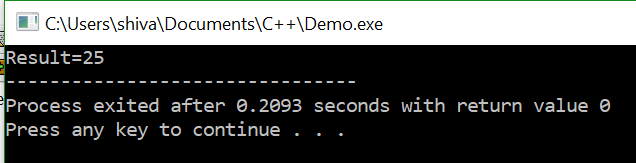 C:\Users\shiva\Documents\C++\Demo.exe
Result=25
--------------------------------
Process exited after 0.2093 seconds with return value 0
Press any key to continue . . .